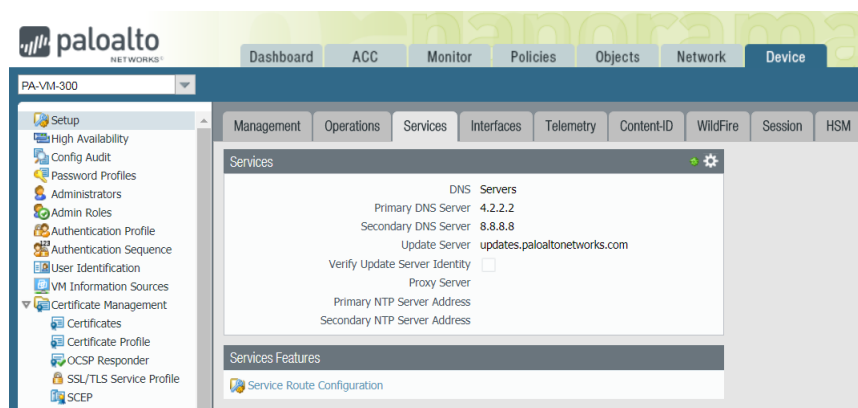 panorama
paloalto
NETWORKS®
Dashboard ACC Monitor Policies Objects Network Device
PA-VM-300
Setup
High Availability
Config Audit
Password Profiles
Administrators
Admin Roles
Authentication Profile
Authentication Sequence
User Identification
VM Information Sources
Certificate Management
Certificates
Certificate Profile
OCSP Responder
SSL/TLS Service Profile
SCEP
Management Operations Services Interfaces Telemetry Content-ID WildFire Session HSM
Services
DNS Servers
Primary DNS Server 4.2.2.2
Secondary DNS Server 8.8.8.8
Update Server updates.paloaltonetworks.com
Verify Update Server Identity
Proxy Server
Primary NTP Server Address
Secondary NTP Server Address
Services Features
Service Route Configuration